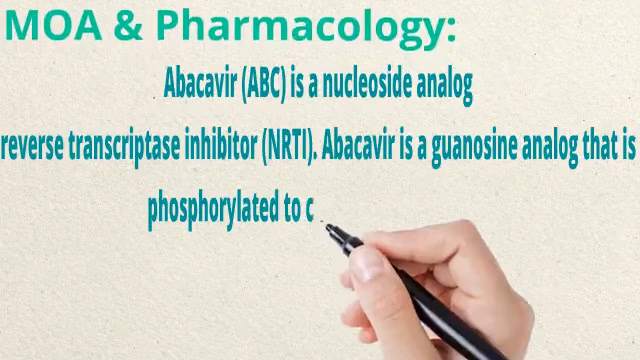 MOA & Pharmacology:
Abacavir (ABC) is a nucleoside analog
reverse transcriptase inhibitor (NRTI). Abacavir is a guanosine analog that is
phosphorylated to c